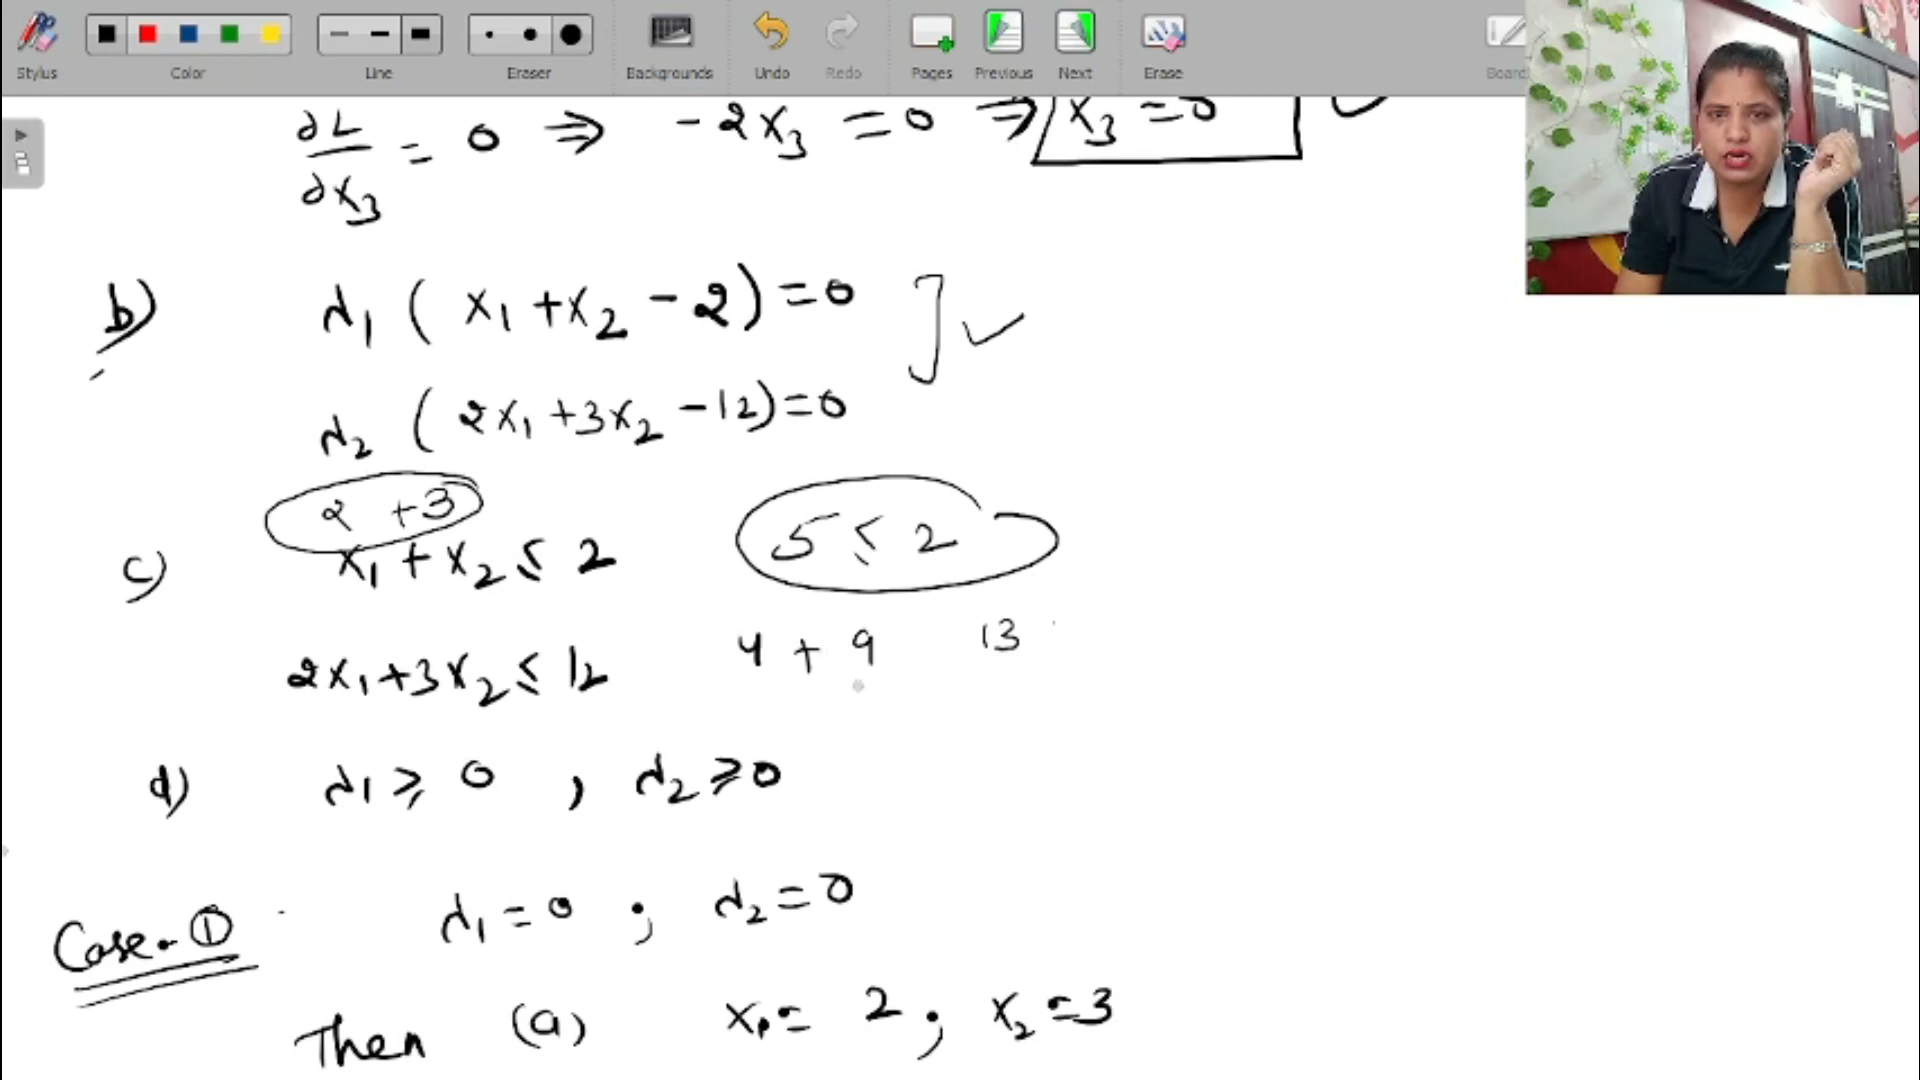 Stylus Color Line Eraser Backgrounds Undo Redo Pages Previous Next Erase Board
∂L/∂x₃ = 0 ⇒ -2x₃ = 0 ⇒ x₃ = 0
b) λ₁ ( x₁ + x₂ - 2) = 0
λ₂ ( 2x₁ + 3x₂ - 12) = 0
2 + 3
c) x₁ + x₂ ≤ 2 5 ≤ 2
2x₁ + 3x₂ ≤ 12 4 + 9 13
d) λ₁ ≥ 0 , λ₂ ≥ 0
Case-① λ₁ = 0 ; λ₂ = 0
Then (a) x₁ = 2 ; x₂ = 3